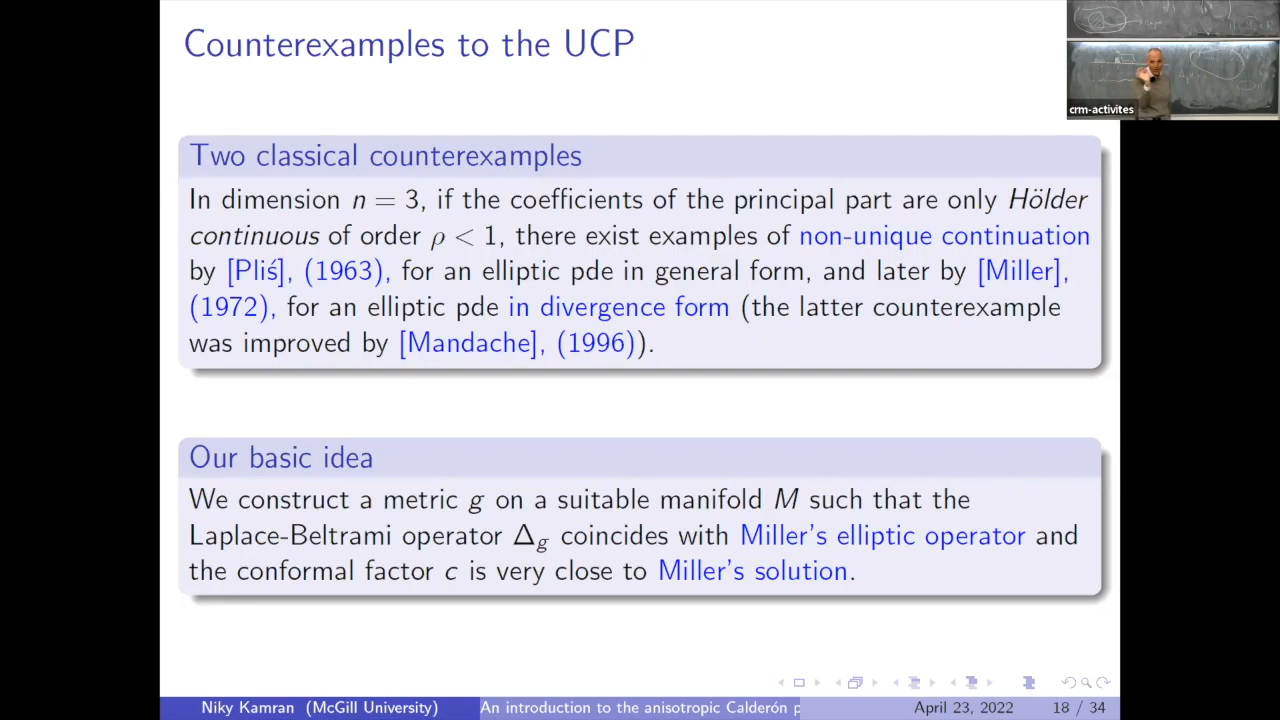 Counterexamples to the UCP
crm-activites
Two classical counterexamples
In dimension n = 3, if the coefficients of the principal part are only Hölder
continuous of order ρ < 1, there exist examples of non-unique continuation
by [Pliś], (1963), for an elliptic pde in general form, and later by [Miller],
(1972), for an elliptic pde in divergence form (the latter counterexample
was improved by [Mandache], (1996)).
Our basic idea
We construct a metric g on a suitable manifold M such that the
Laplace-Beltrami operator Δg coincides with Miller's elliptic operator and
the conformal factor c is very close to Miller's solution.
Niky Kamran (McGill University)
An introduction to the anisotropic Calderón p
April 23, 2022
18 / 34